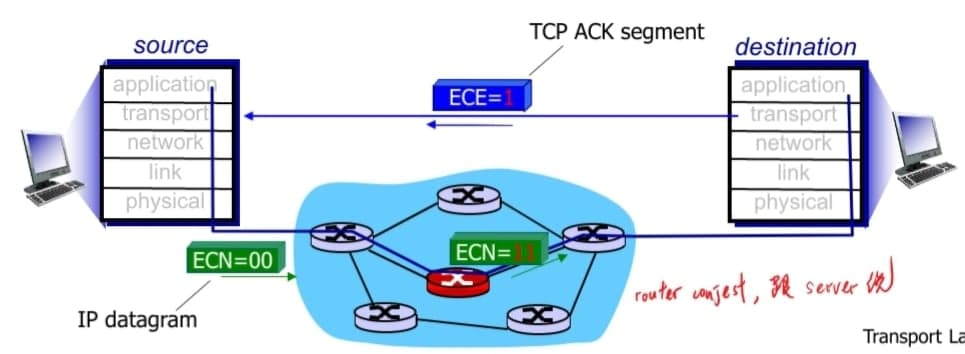 TCP ACK segment
source
destination
application
transport
network
link
physical
ECE=1
application
transport
network
link
physical
ECN=00
ECN=11
IP datagram
router conjest, 跟 server 说
Transport La